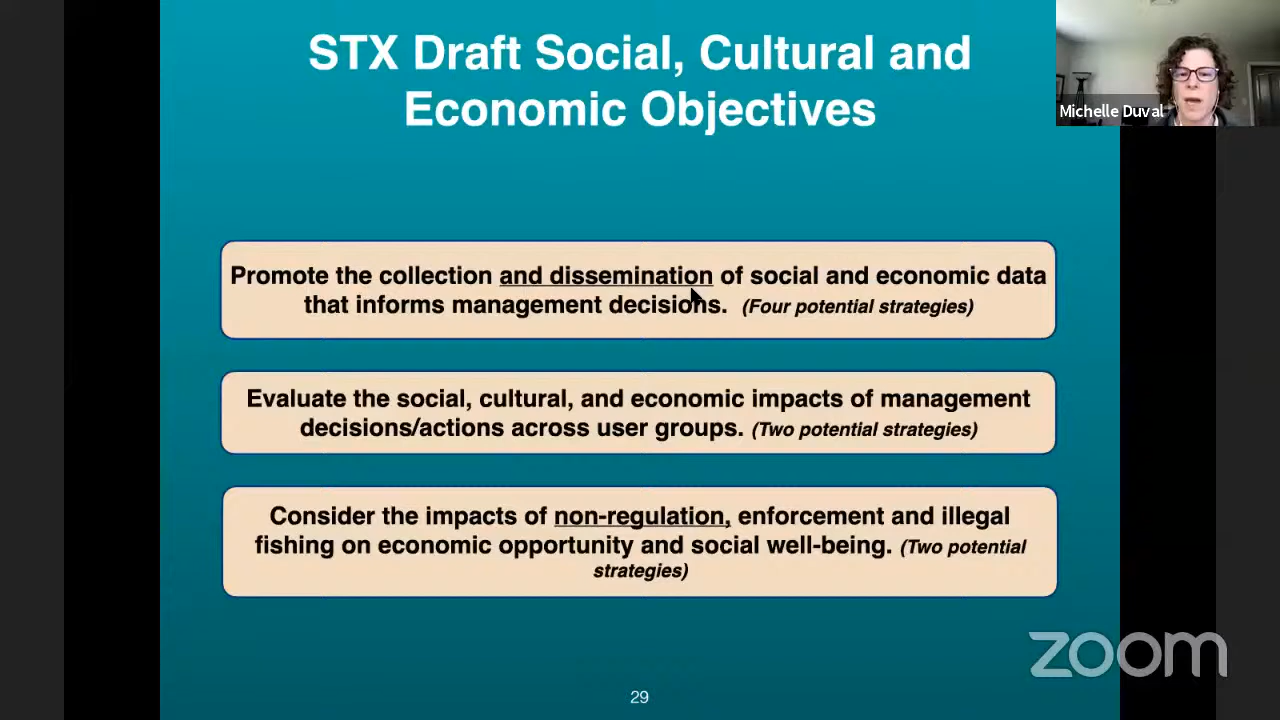 STX Draft Social, Cultural and
Economic Objectives
Michelle Duval
Promote the collection and dissemination of social and economic data
that informs management decisions. (Four potential strategies)
Evaluate the social, cultural, and economic impacts of management
decisions/actions across user groups. (Two potential strategies)
Consider the impacts of non-regulation, enforcement and illegal
fishing on economic opportunity and social well-being. (Two potential
strategies)
zoom
29